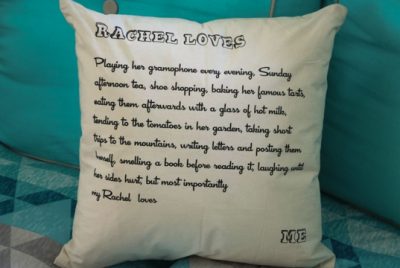 RACHEL LOVES
Playing her gramophone every evening, Sunday
afternoon tea, shoe shopping, baking her famous tarts,
eating them afterwards with a glass of hot milk,
tending to the tomatoes in her garden, taking short
trips to the mountains, writing letters and posting them
herself, smelling a book before reading it, laughing until
her sides hurt, but most importantly
my Rachel loves
ME